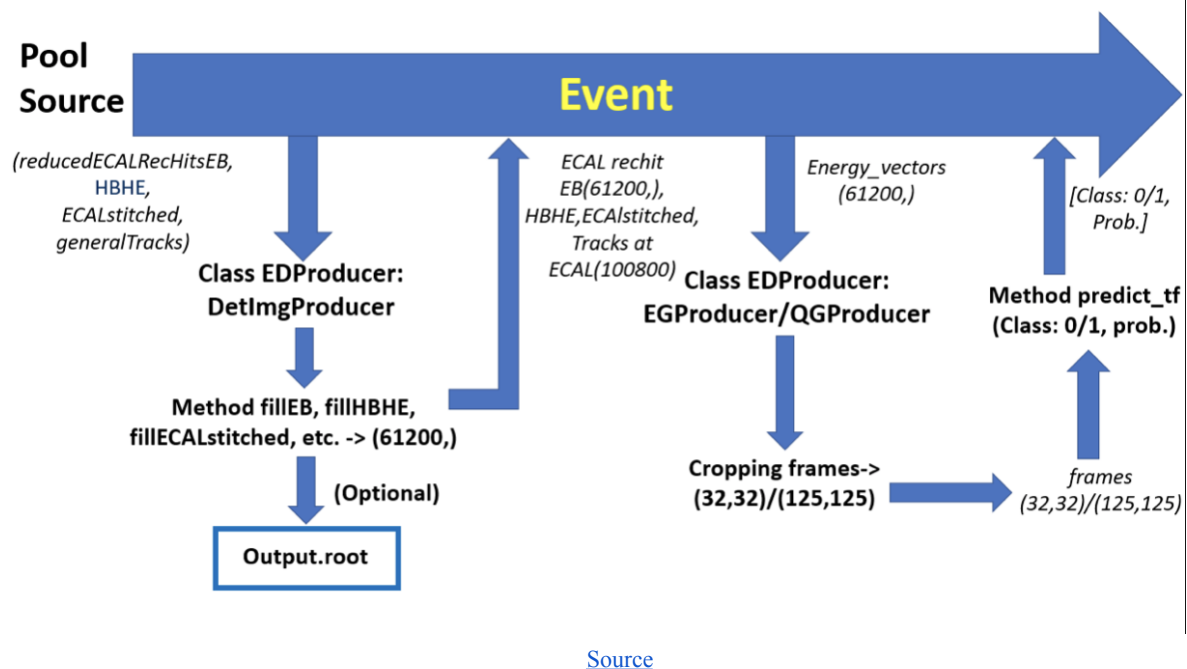 Pool
Source
Event
(reducedECALRecHitsEB,
HBHE,
ECALstitched,
generalTracks)
Class EDProducer:
DetImgProducer
Method fillEB, fillHBHE,
fillECALstitched, etc. -> (61200,)
(Optional)
Output.root
ECAL rechit
EB(61200,),
HBHE,ECAlstitched,
Tracks at
ECAL(100800)
Energy_vectors
(61200,)
Class EDProducer:
EGProducer/QGProducer
Cropping frames->
(32,32)/(125,125)
frames
(32,32)/(125,125)
Method predict_tf
(Class: 0/1, prob.)
[Class: 0/1,
Prob.]
Source